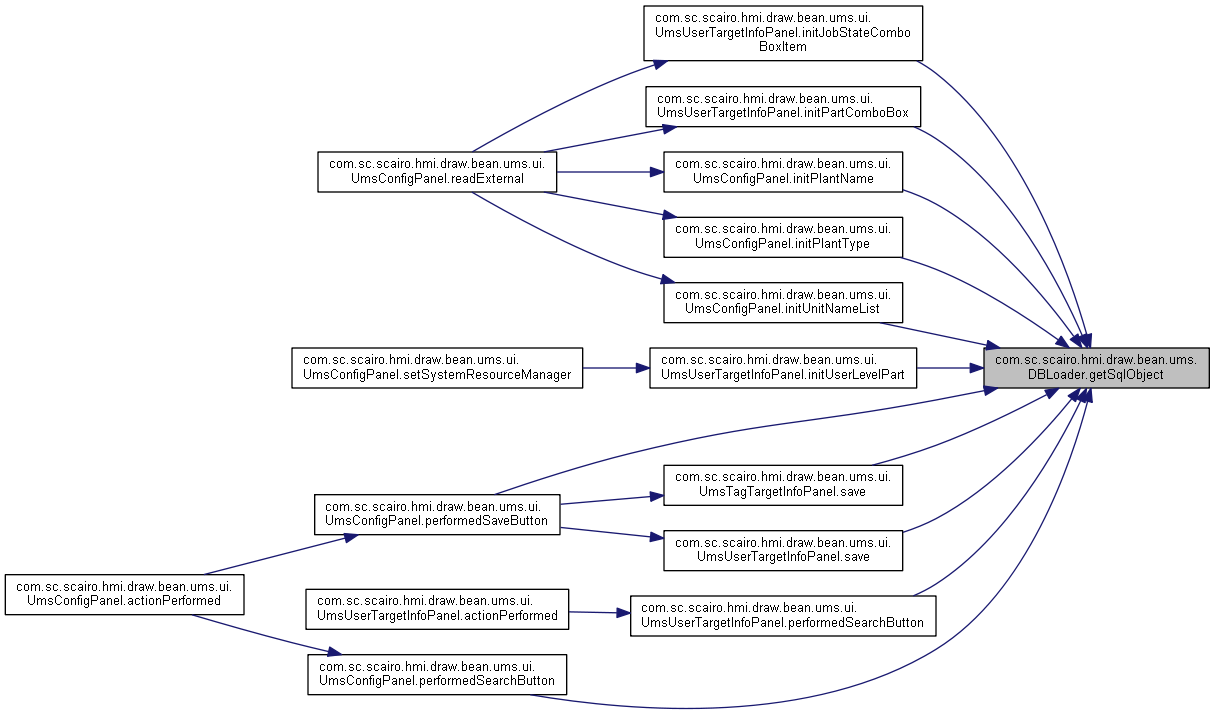 com.sc.scairo.hmi.draw.bean.ums.ui.
UmsUserTargetInfoPanel.initJobStateCombo
BoxItem
com.sc.scairo.hmi.draw.bean.ums.ui.
UmsUserTargetInfoPanel.initPartComboBox
com.sc.scairo.hmi.draw.bean.ums.ui.
UmsConfigPanel.readExternal
com.sc.scairo.hmi.draw.bean.ums.ui.
UmsConfigPanel.initPlantName
com.sc.scairo.hmi.draw.bean.ums.ui.
UmsConfigPanel.initPlantType
com.sc.scairo.hmi.draw.bean.ums.ui.
UmsConfigPanel.initUnitNameList
com.sc.scairo.hmi.draw.bean.ums.ui.
UmsConfigPanel.setSystemResourceManager
com.sc.scairo.hmi.draw.bean.ums.ui.
UmsUserTargetInfoPanel.initUserLevelPart
com.sc.scairo.hmi.draw.bean.ums.
DBLoader.getSqlObject
com.sc.scairo.hmi.draw.bean.ums.ui.
UmsTagTargetInfoPanel.save
com.sc.scairo.hmi.draw.bean.ums.ui.
UmsConfigPanel.performedSaveButton
com.sc.scairo.hmi.draw.bean.ums.ui.
UmsUserTargetInfoPanel.save
com.sc.scairo.hmi.draw.bean.ums.ui.
UmsConfigPanel.actionPerformed
com.sc.scairo.hmi.draw.bean.ums.ui.
UmsUserTargetInfoPanel.actionPerformed
com.sc.scairo.hmi.draw.bean.ums.ui.
UmsUserTargetInfoPanel.performedSearchButton
com.sc.scairo.hmi.draw.bean.ums.ui.
UmsConfigPanel.performedSearchButton